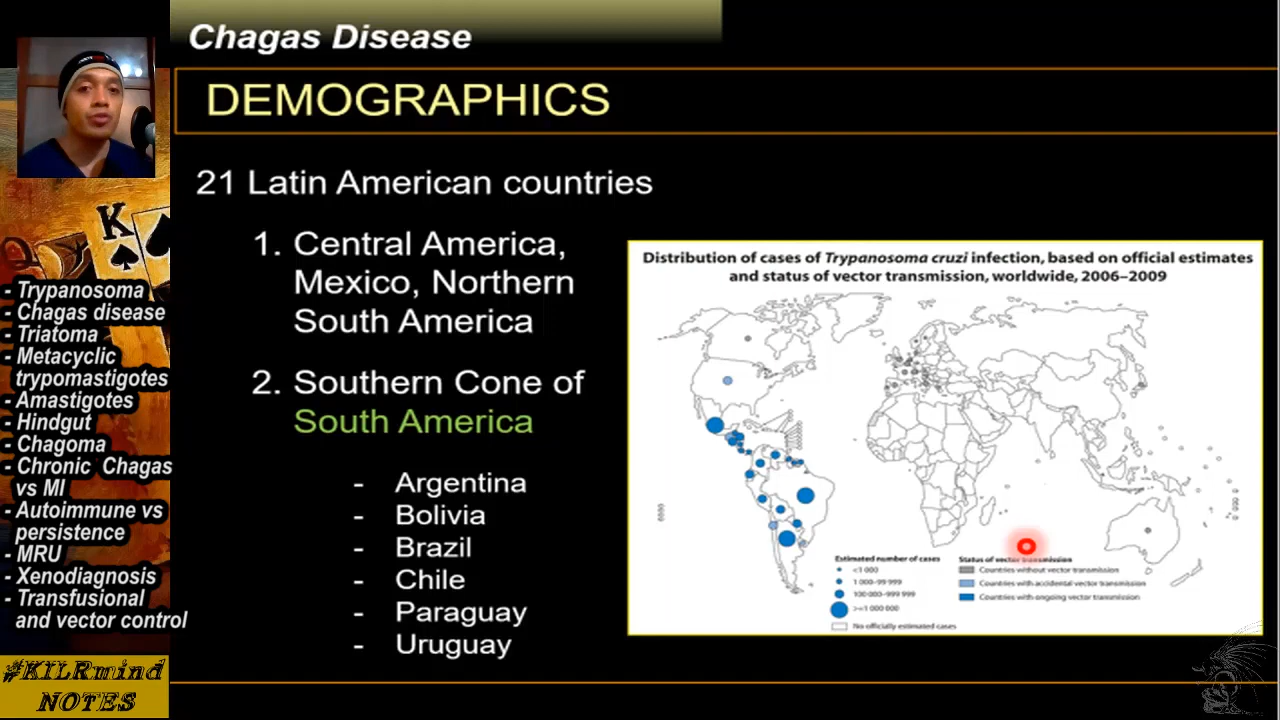 Chagas Disease
DEMOGRAPHICS
21 Latin American countries
1. Central America,
Mexico, Northern
South America
2. Southern Cone of
South America
- Argentina
- Bolivia
- Brazil
- Chile
- Paraguay
- Uruguay
Distribution of cases of Trypanosoma cruzi infection, based on official estimates
and status of vector transmission, worldwide, 2006–2009
Estimated number of cases
<1 000
1 000–99 999
100 000–999 999
>=1 000 000
No officially estimated cases
Status of vector transmission
Countries without vector transmission
Countries with accidental vector transmission
Countries with ongoing vector transmission
K
- Trypanosoma
- Chagas disease
- Triatoma
- Metacyclic
trypomastigotes
- Amastigotes
- Hindgut
- Chagoma
- Chronic Chagas
vs MI
- Autoimmune vs
persistence
- MRU
- Xenodiagnosis
- Transfusional
and vector control
#KILRmind
NOTES